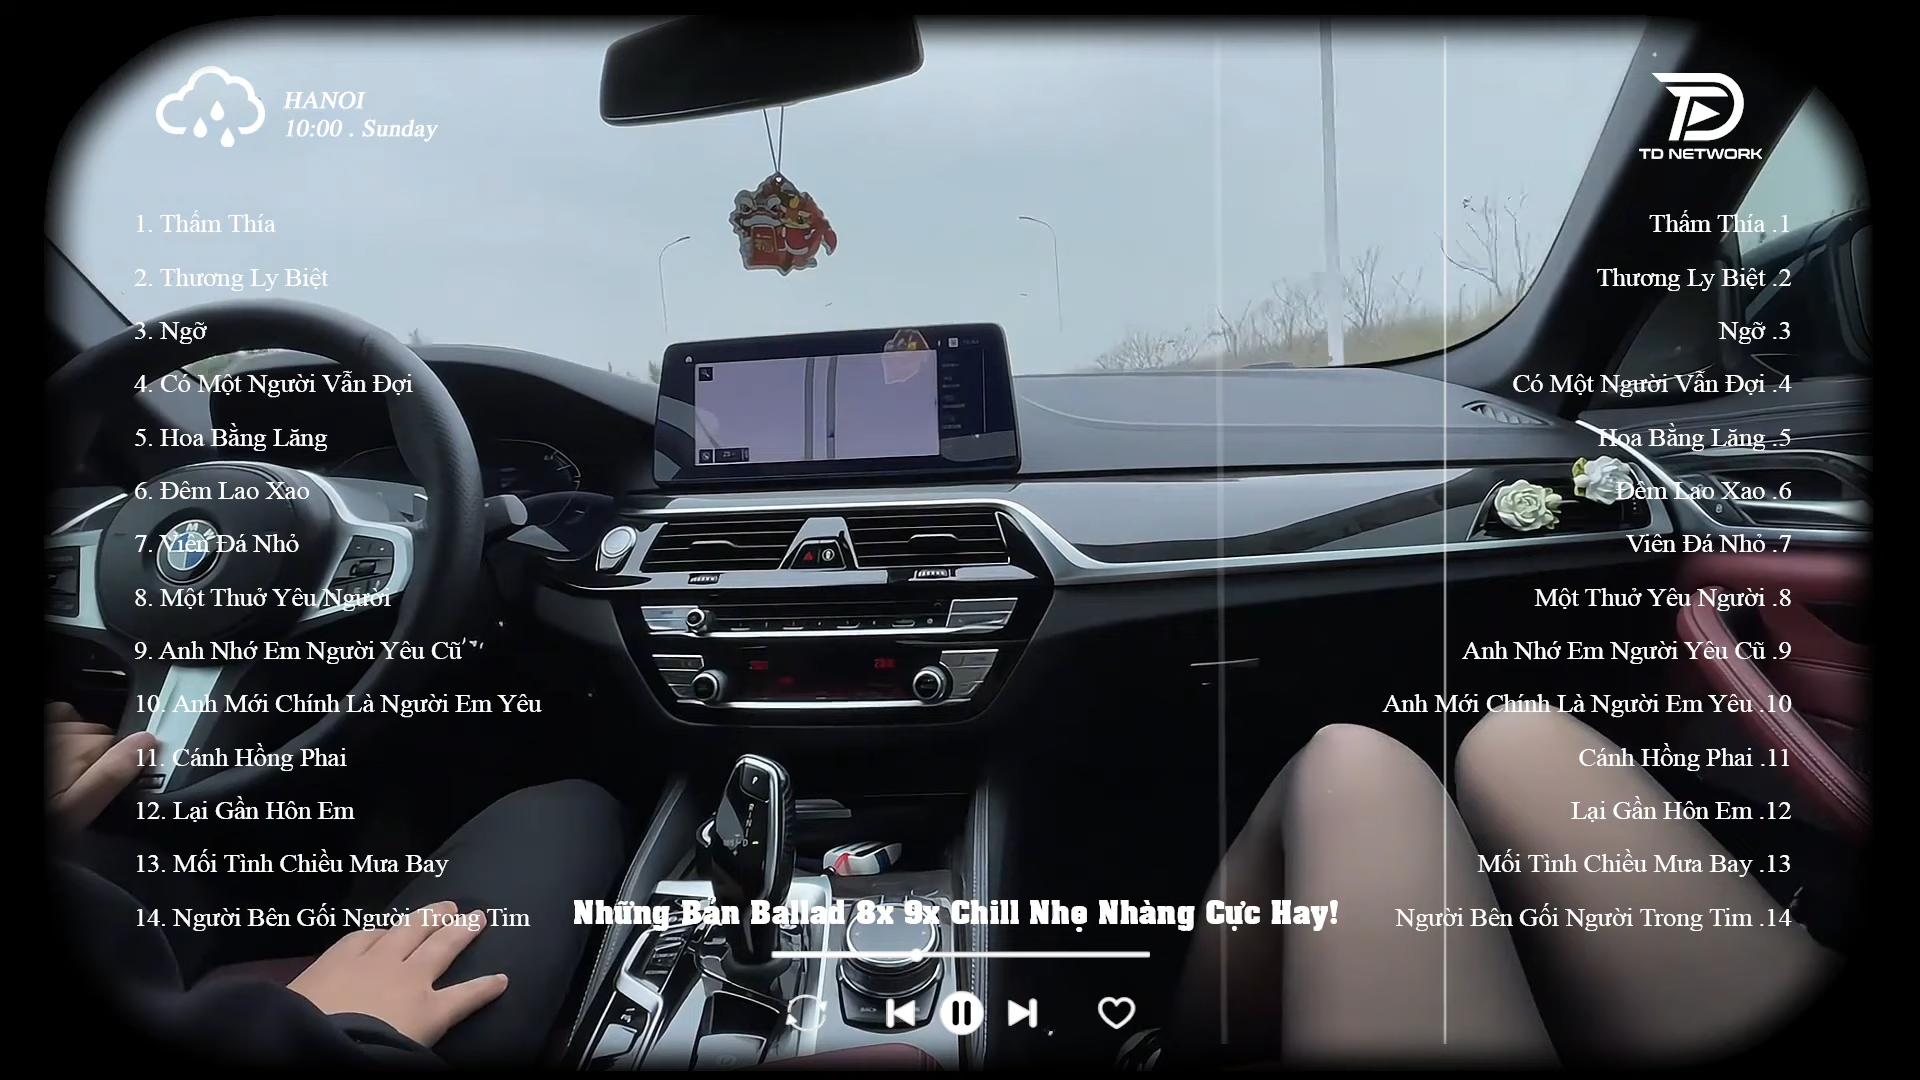 HANOI
10:00 . Sunday
TD NETWORK
1. Thấm Thía
2. Thương Ly Biệt
3. Ngỡ
4. Có Một Người Vẫn Đợi
5. Hoa Bằng Lăng
6. Đêm Lao Xao
7. Viên Đá Nhỏ
8. Một Thuở Yêu Người
9. Anh Nhớ Em Người Yêu Cũ
10. Anh Mới Chính Là Người Em Yêu
11. Cánh Hồng Phai
12. Lại Gần Hôn Em
13. Mối Tình Chiều Mưa Bay
14. Người Bên Gối Người Trong Tim
Thấm Thía .1
Thương Ly Biệt .2
Ngỡ .3
Có Một Người Vẫn Đợi .4
Hoa Bằng Lăng .5
Đêm Lao Xao .6
Viên Đá Nhỏ .7
Một Thuở Yêu Người .8
Anh Nhớ Em Người Yêu Cũ .9
Anh Mới Chính Là Người Em Yêu .10
Cánh Hồng Phai .11
Lại Gần Hôn Em .12
Mối Tình Chiều Mưa Bay .13
Người Bên Gối Người Trong Tim .14
Những Bản Ballad 8x 9x Chill Nhẹ Nhàng Cực Hay!